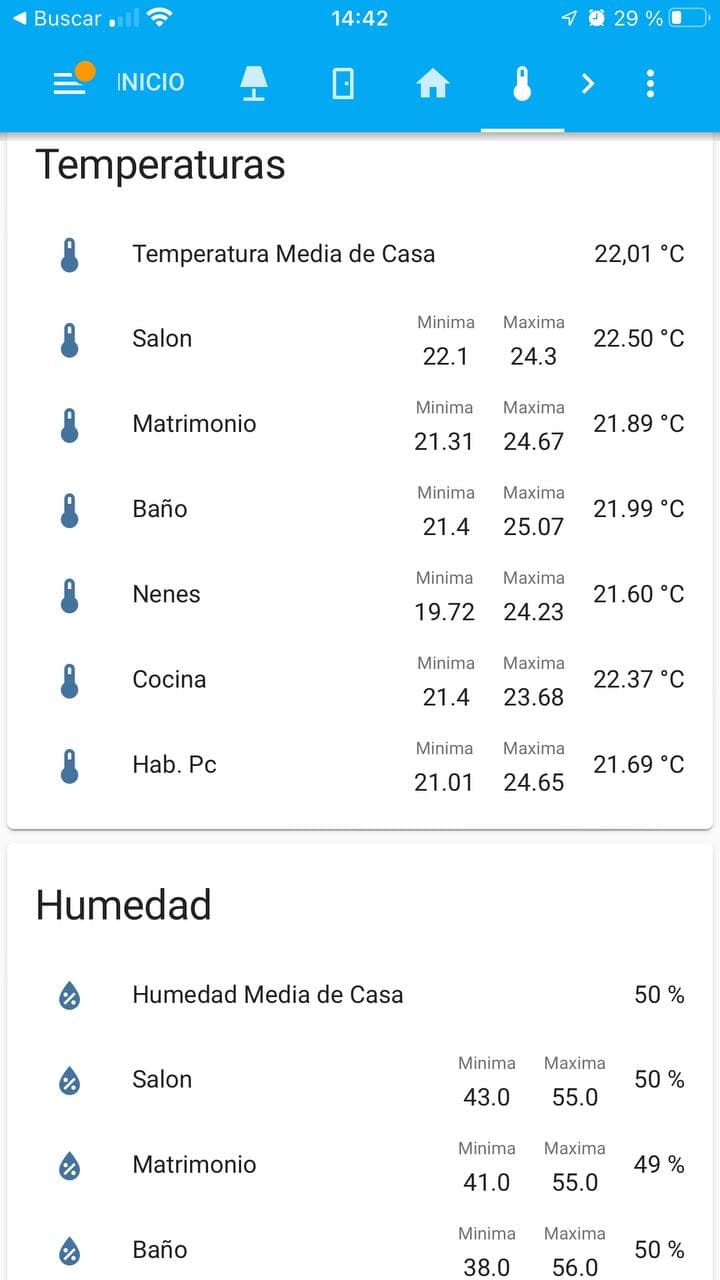 Buscar 14:42 29 %
INICIO
Temperaturas
Temperatura Media de Casa 22,01 °C
Minima Maxima
Salon 22.1 24.3 22.50 °C
Minima Maxima
Matrimonio 21.31 24.67 21.89 °C
Minima Maxima
Baño 21.4 25.07 21.99 °C
Minima Maxima
Nenes 19.72 24.23 21.60 °C
Minima Maxima
Cocina 21.4 23.68 22.37 °C
Minima Maxima
Hab. Pc 21.01 24.65 21.69 °C
Humedad
Humedad Media de Casa 50 %
Minima Maxima
Salon 43.0 55.0 50 %
Minima Maxima
Matrimonio 41.0 55.0 49 %
Minima Maxima
Baño 38.0 56.0 50 %